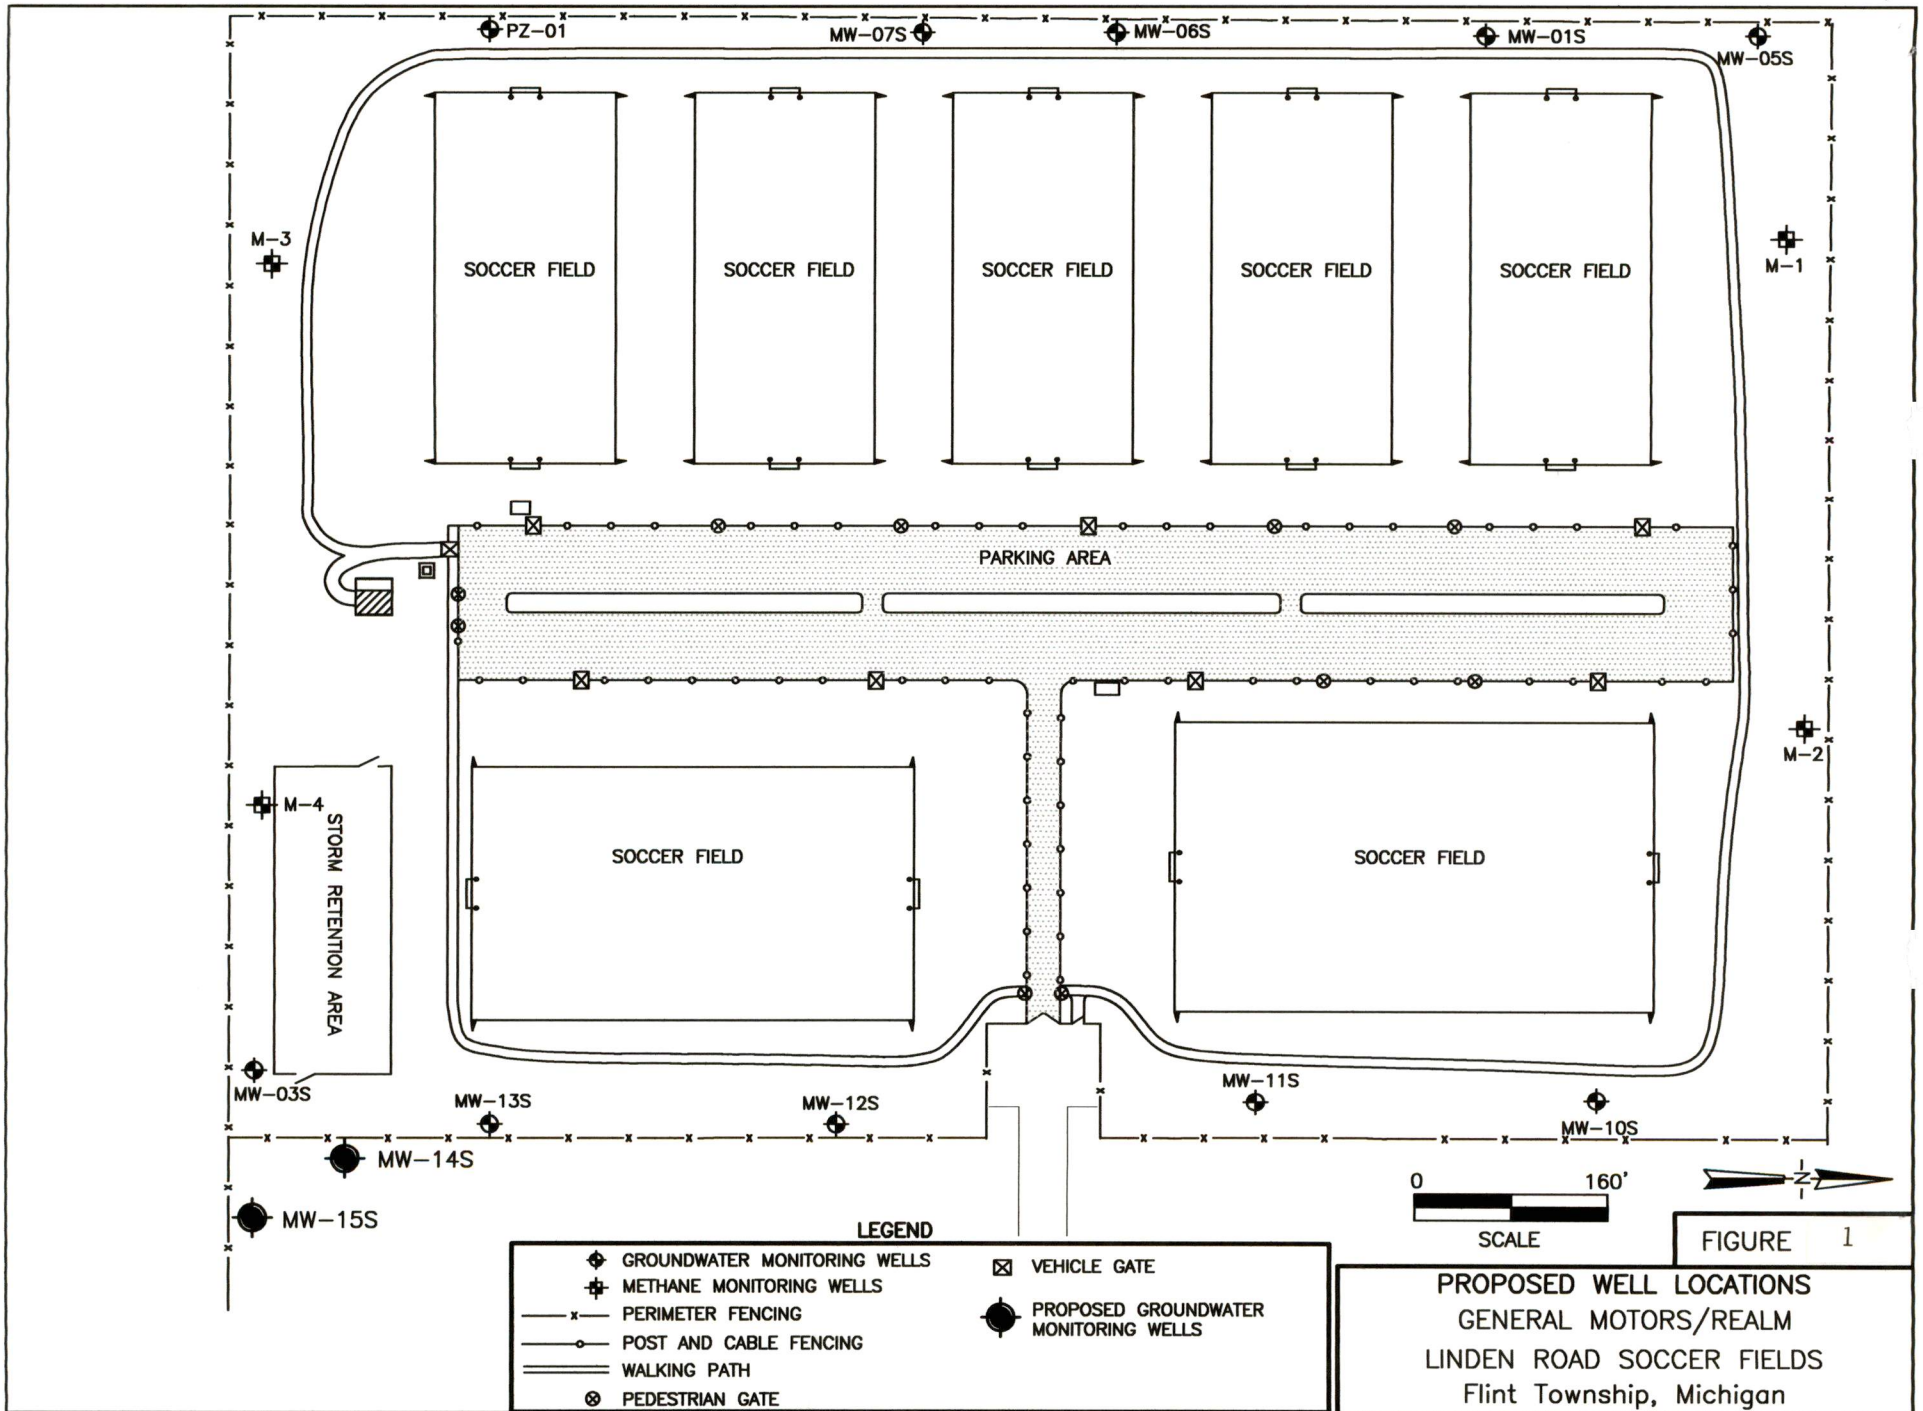 PZ-01
MW-07S
MW-06S
MW-01S
MW-05S
M-3
M-1
SOCCER FIELD
SOCCER FIELD
SOCCER FIELD
SOCCER FIELD
SOCCER FIELD
PARKING AREA
M-2
M-4
STORM RETENTION AREA
SOCCER FIELD
SOCCER FIELD
MW-03S
MW-13S
MW-12S
MW-11S
MW-10S
MW-14S
MW-15S
0 160'
SCALE
N
LEGEND
GROUNDWATER MONITORING WELLS
METHANE MONITORING WELLS
PERIMETER FENCING
POST AND CABLE FENCING
WALKING PATH
PEDESTRIAN GATE
VEHICLE GATE
PROPOSED GROUNDWATER
MONITORING WELLS
FIGURE 1
PROPOSED WELL LOCATIONS
GENERAL MOTORS/REALM
LINDEN ROAD SOCCER FIELDS
Flint Township, Michigan